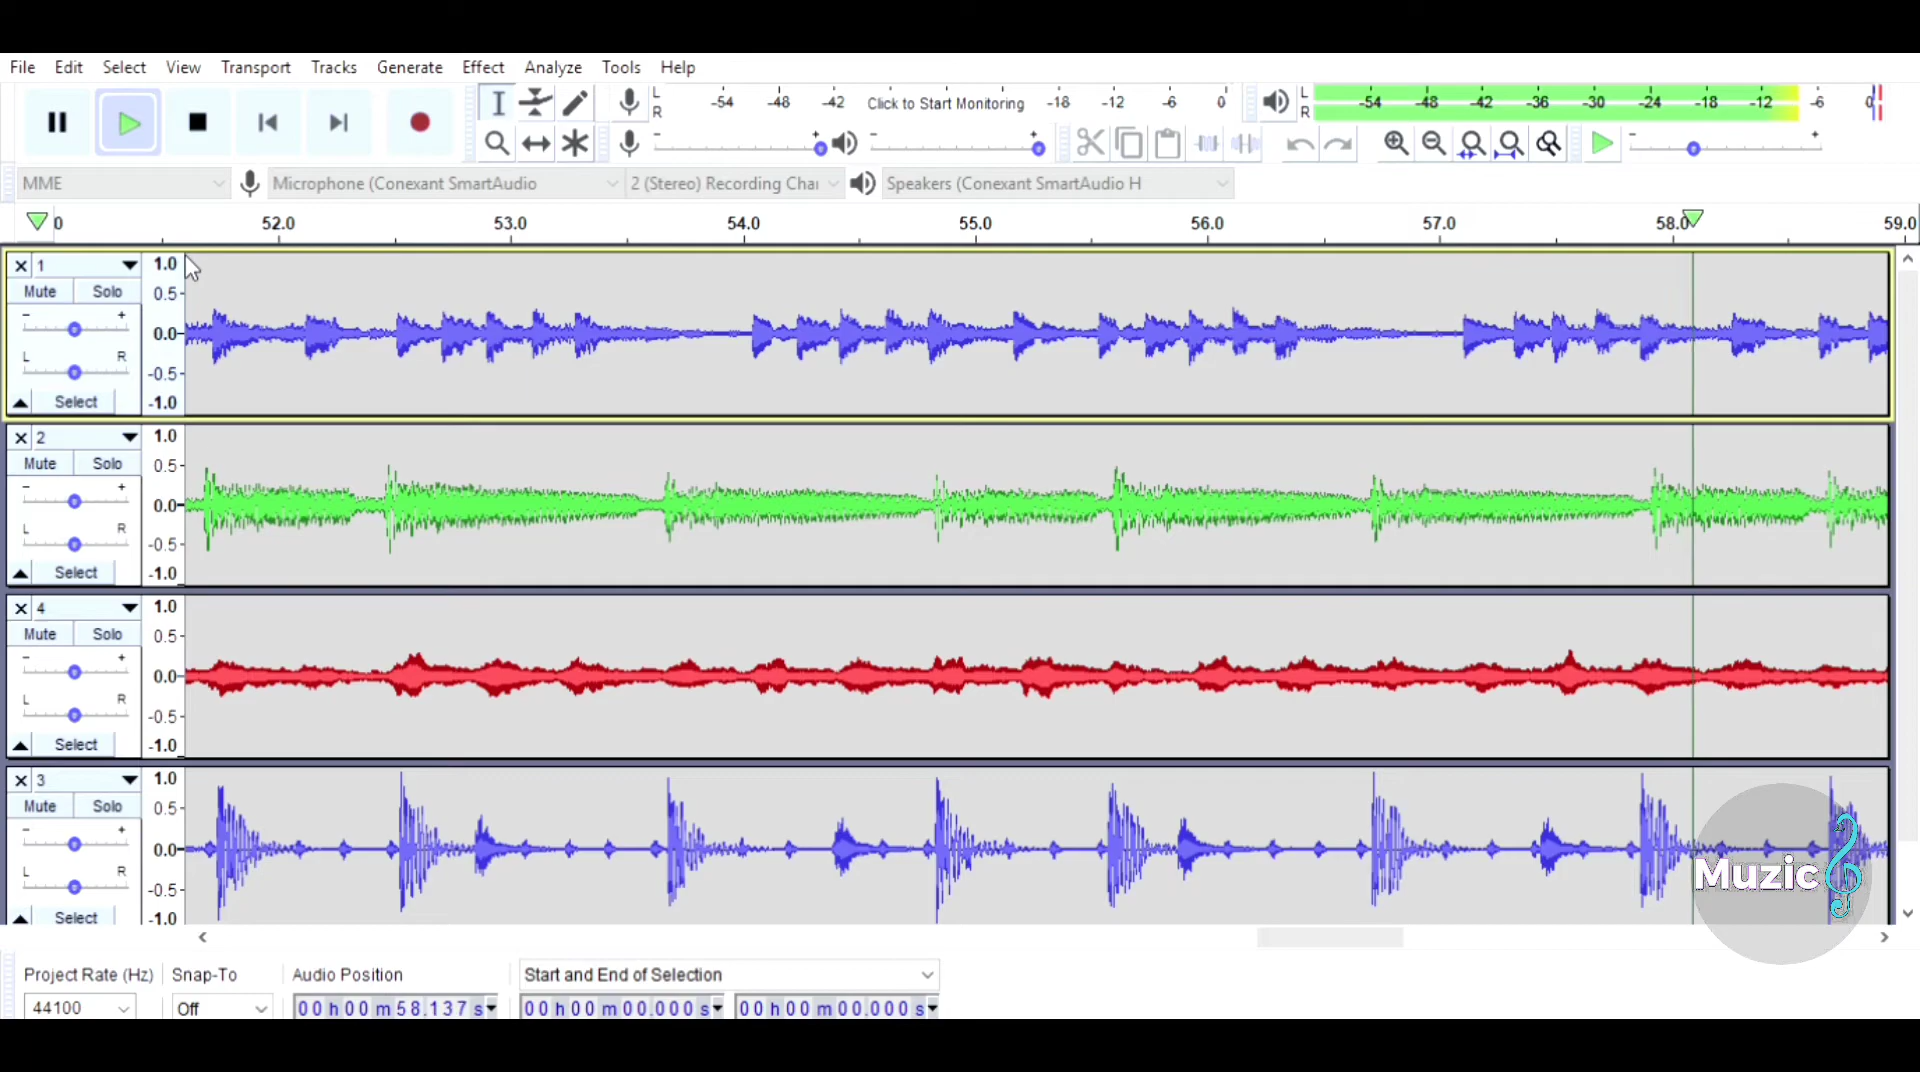 File Edit Select View Transport Tracks Generate Effect Analyze Tools Help
L R -54 -48 -42 Click to Start Monitoring -18 -12 -6 0
L R -54 -48 -42 -36 -30 -24 -18 -12 -6 0
- + - + - +
MME Microphone (Conexant SmartAudio 2 (Stereo) Recording Chai Speakers (Conexant SmartAudio H
0 52.0 53.0 54.0 55.0 56.0 57.0 58.0 59.0
1 1.0
Mute Solo 0.5
- + 0.0
L R -0.5
Select -1.0
2 1.0
Mute Solo 0.5
- + 0.0
L R -0.5
Select -1.0
4 1.0
Mute Solo 0.5
- + 0.0
L R -0.5
Select -1.0
3 1.0
Mute Solo 0.5
- + 0.0
L R -0.5
Select -1.0
Muzic
Project Rate (Hz) Snap-To Audio Position Start and End of Selection
44100 Off 00 h 00 m 58.137 s 00 h 00 m 00.000 s 00 h 00 m 00.000 s